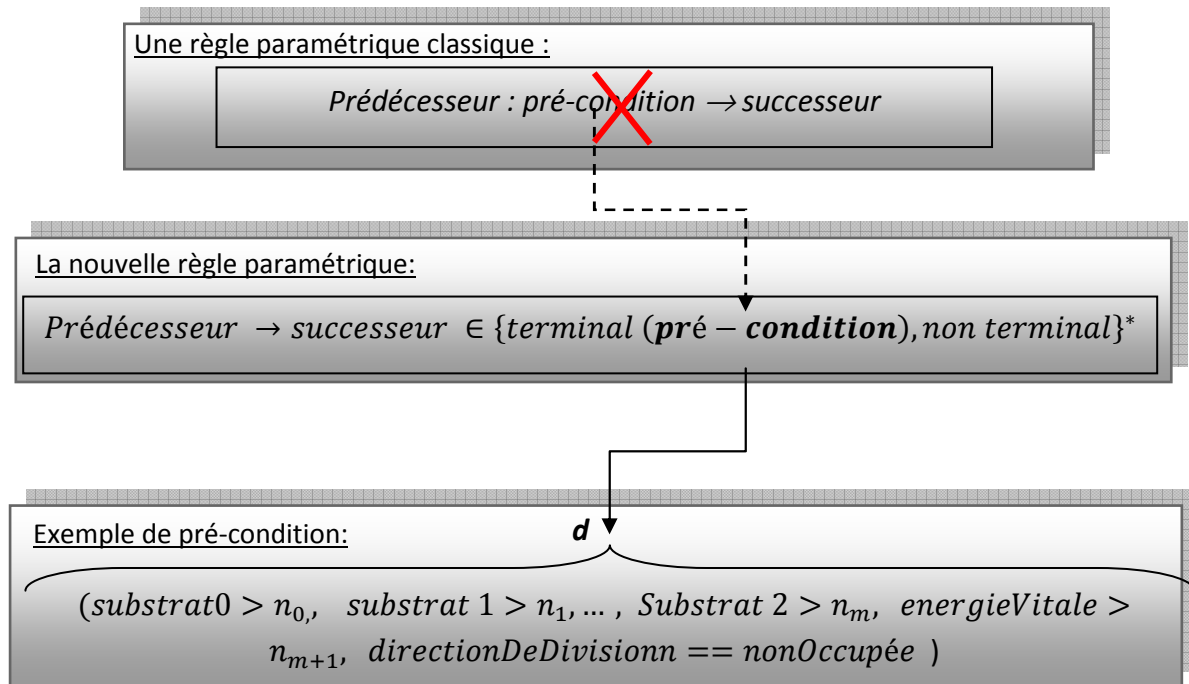 Une règle paramétrique classique :
Prédécesseur : pré-condition → successeur
La nouvelle règle paramétrique:
Prédécesseur → successeur ∈ {terminal (pré − condition), non terminal}*
Exemple de pré-condition:
d
(substrat0 > n₀,, substrat 1 > n₁, … , Substrat 2 > nₘ, energieVitale >
nₘ₊₁, directionDeDivisionn == nonOccupée )